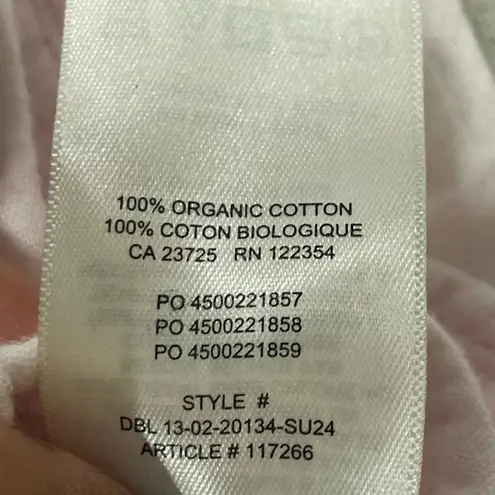 100% ORGANIC COTTON
100% COTON BIOLOGIQUE
CA 23725 RN 122354
PO 4500221857
PO 4500221858
PO 4500221859
STYLE #
DBL 13-02-20134-SU24
ARTICLE # 117266